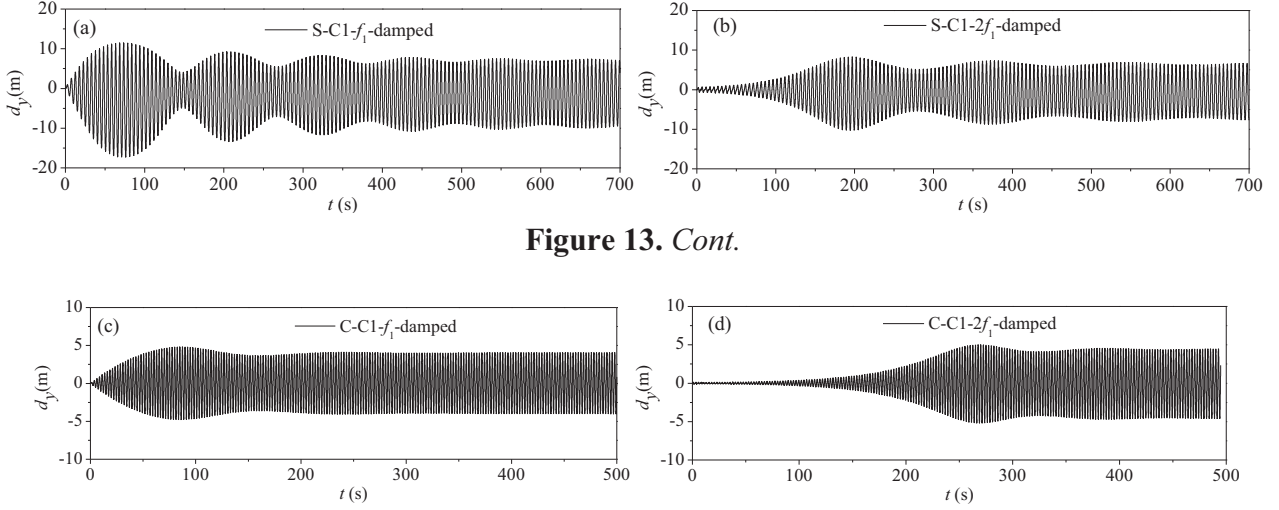 (a)
S-C1-f1-damped
20
10
0
-10
-20
dy(m)
0 100 200 300 400 500 600 700
t (s)
(b)
S-C1-2f1-damped
20
10
0
-10
-20
dy(m)
0 100 200 300 400 500 600 700
t (s)
Figure 13. Cont.
(c)
C-C1-f1-damped
10
5
0
-5
-10
dy(m)
0 100 200 300 400 500
t (s)
(d)
C-C1-2f1-damped
10
5
0
-5
-10
dy(m)
0 100 200 300 400 500
t (s)